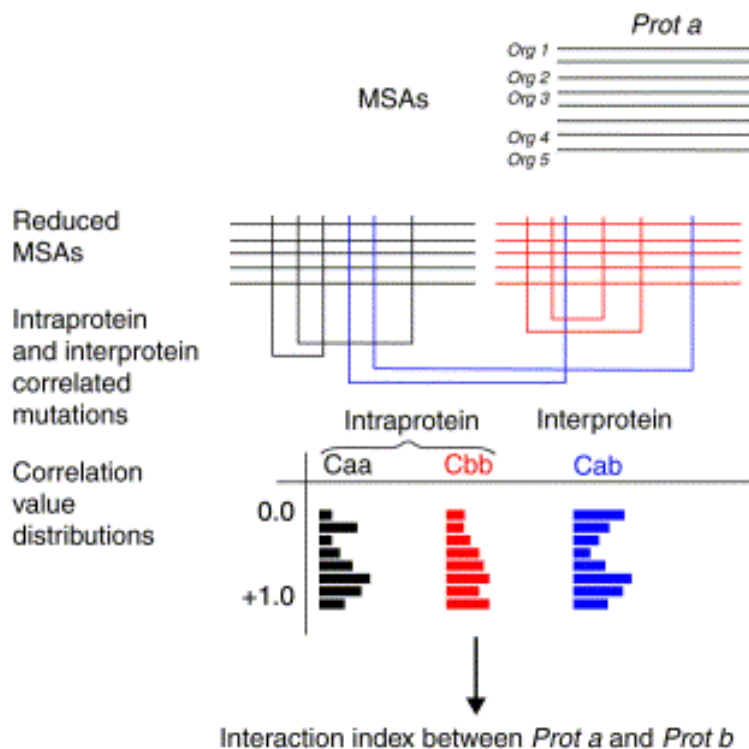 Prot a
Org 1
Org 2
MSAs
Org 3
Org 4
Org 5
Reduced
MSAs
Intraprotein
and interprotein
correlated
mutations
Intraprotein
Interprotein
Correlation
value
distributions
Caa
Cbb
Cab
0.0
+1.0
Interaction index between Prot a and Prot b